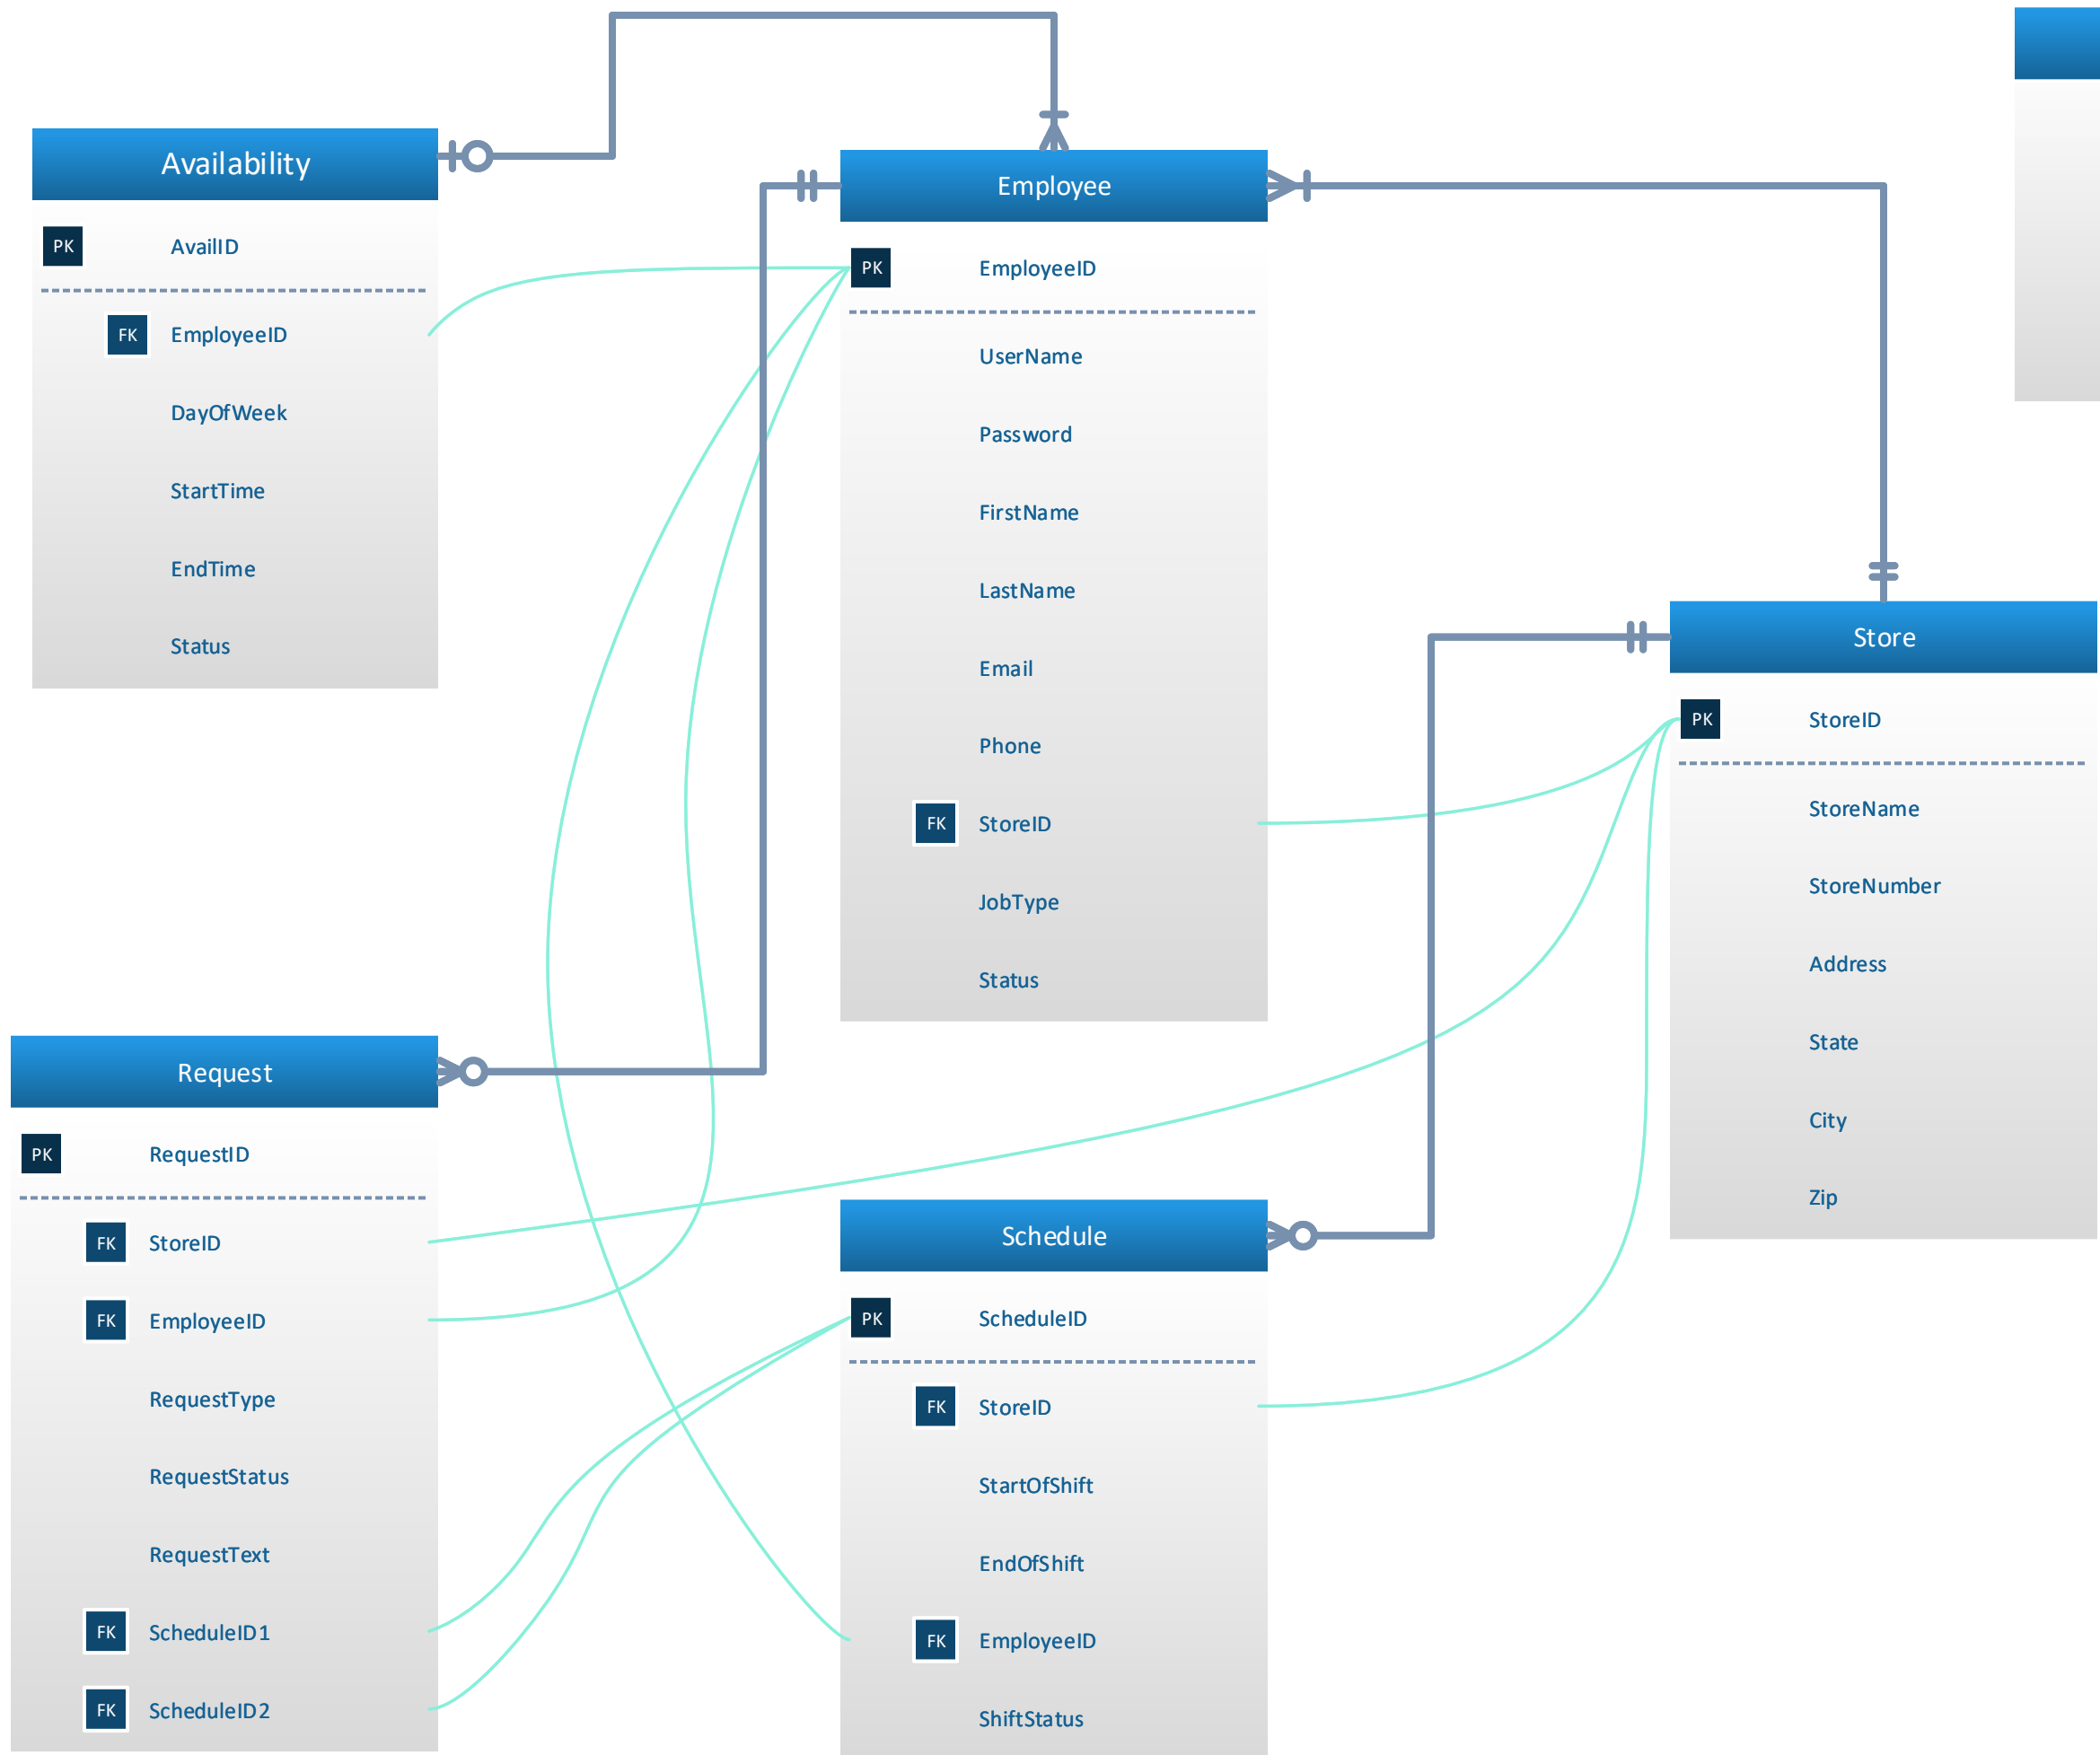 Availability
PK AvailID
FK EmployeeID
DayOfWeek
StartTime
EndTime
Status
Employee
PK EmployeeID
UserName
Password
FirstName
LastName
Email
Phone
FK StoreID
JobType
Status
Store
PK StoreID
StoreName
StoreNumber
Address
State
City
Zip
Request
PK RequestID
FK StoreID
FK EmployeeID
RequestType
RequestStatus
RequestText
FK ScheduleID1
FK ScheduleID2
Schedule
PK ScheduleID
FK StoreID
StartOfShift
EndOfShift
FK EmployeeID
ShiftStatus